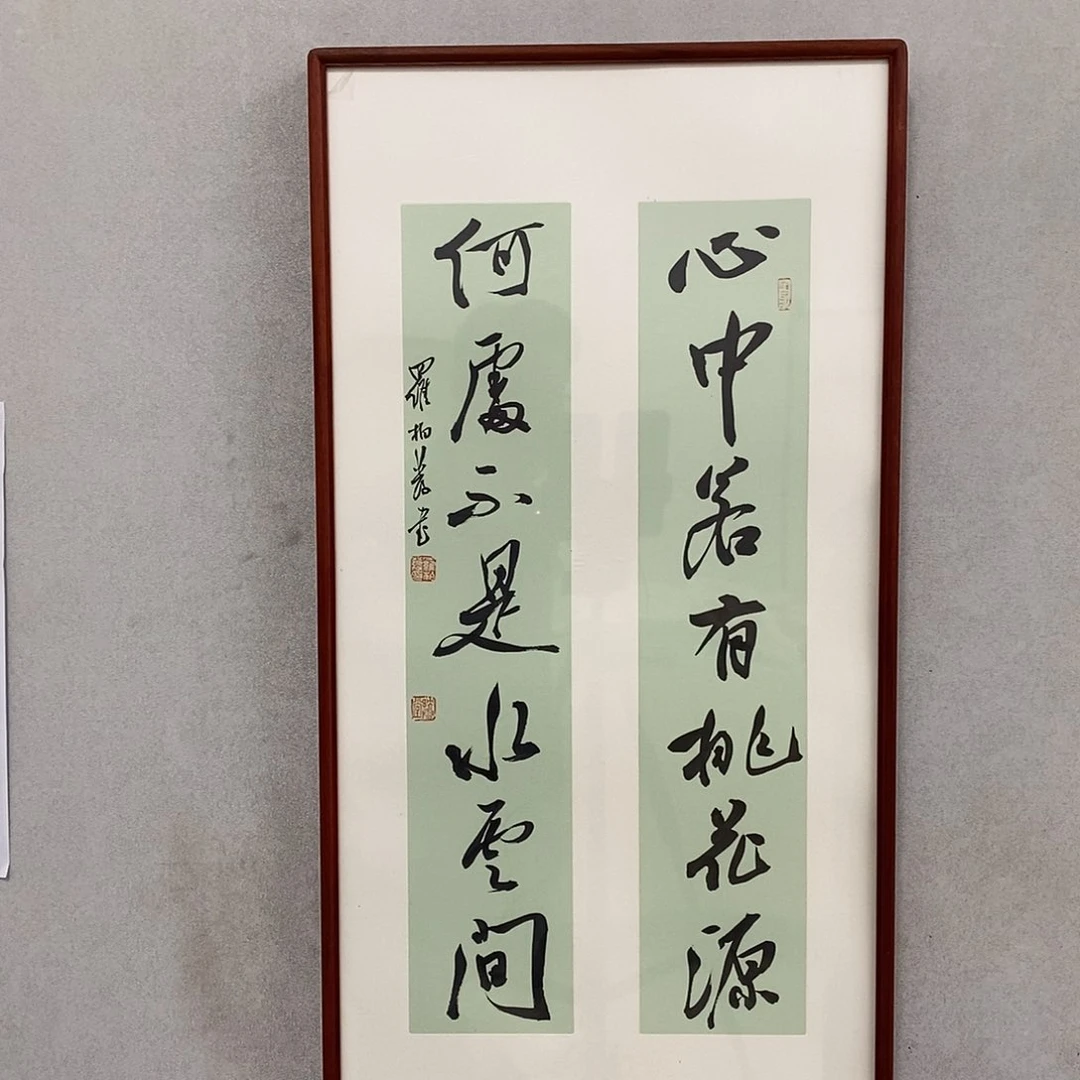 心中若有桃花源
何處不是水雲間
羅柏書